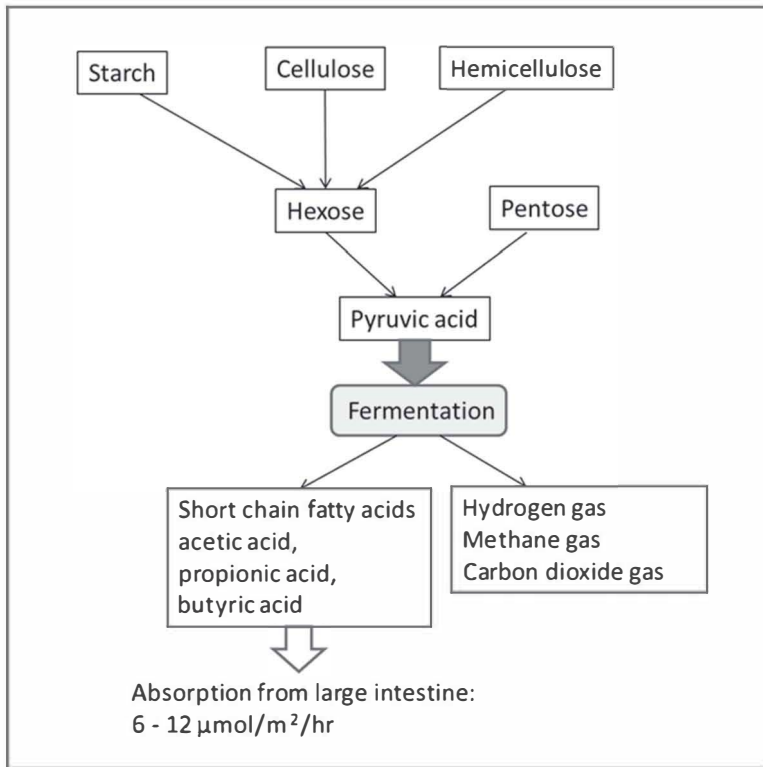 Starch
Cellulose
Hemicellulose
Hexose
Pentose
Pyruvic acid
Fermentation
Short chain fatty acids
acetic acid,
propionic acid,
butyric acid
Hydrogen gas
Methane gas
Carbon dioxide gas
Absorption from large intestine:
6 - 12 µmol/m²/hr